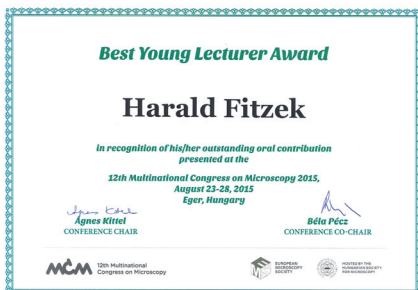 Best Young Lecturer Award
Harald Fitzek
in recognition of his/her outstanding oral contribution
presented at the
12th Multinational Congress on Microscopy 2015,
August 23-28, 2015
Eger, Hungary
Ágnes Kittel
CONFERENCE CHAIR
Béla Pécz
CONFERENCE CO-CHAIR
MCM
12th Multinational
Congress on Microscopy
EUROPEAN
MICROSCOPY
SOCIETY
HOSTED BY THE
HUNGARIAN SOCIETY
FOR MICROSCOPY